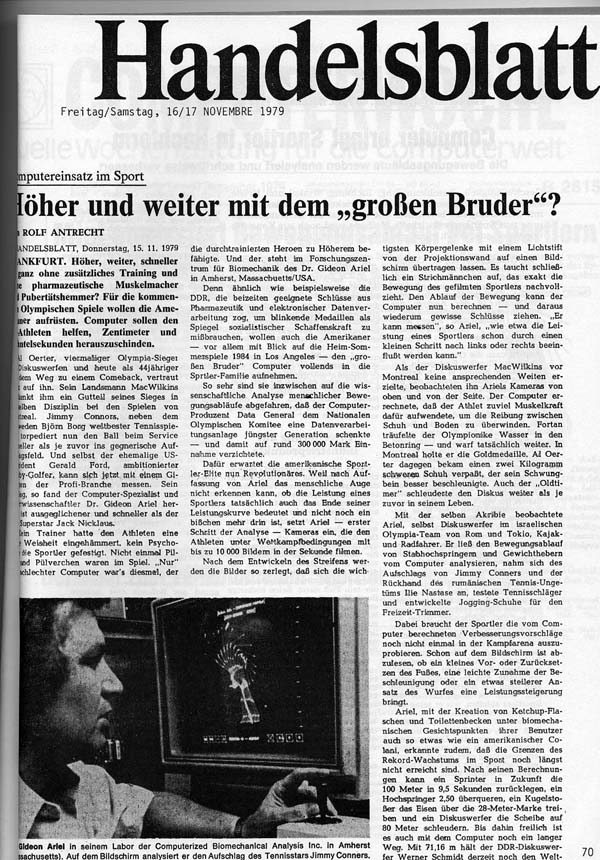 Handelsblatt
Freitag/Samstag, 16/17 NOVEMBRE 1979
mputereinsatz im Sport
Höher und weiter mit dem „großen Bruder“?
ROLF ANTRECHT
ANDELSBLATT, Donnerstag, 15. 11. 1979
ANKFURT. Höher, weiter, schneller
ganz ohne zusätzliches Training und
pharmazeutische Muskelmacher
Pubertätshemmer? Für die kommen-
Olympischen Spiele wollen die Ame-
ner aufrüsten. Computer sollen den
Athleten helfen, Zentimeter und
ntelsekunden herauszuschinden.
Oerter, viermaliger Olympia-Sieger
Diskuswerfen und heute als 44jähriger
dem Weg zu einem Comeback, vertraut
auf ihn. Sein Landsmann MacWilkins
ankt ihm ein Gutteil seines Sieges in
elben Disziplin bei den Spielen von
real. Jimmy Connors, neben dem
weden Björn Bong weltbester Tennisspie-
torpediert nun den Ball beim Service
eller als je zuvor ins gegnerische Auf-
gsfeld. Und selbst der ehemalige US-
dent Gerald Ford, ambitionierter
by-Golfer, kann sich jetzt mit einem Gi-
en der Profi-Branche messen. Sein
g, so fand der Computer-Spezialist und
rwissenschaftler Dr. Gideon Ariel her-
ist ausgeglichener und schneller als der
Superstar Jack Nicklaus.
ein Trainer hatte den Athleten eine
Weisheit eingehämmert, kein Psycho-
die Sportler gefestigt. Nicht einmal Pil-
und Pülverchen waren im Spiel. „Nur“
schlechter Computer war's diesmal, der
die durchtrainierten Heroen zu Höherem be-
fähigte. Und der steht im Forschungszen-
trum für Biomechanik des Dr. Gideon Ariel
in Amherst, Massachusetts/USA.
Denn ähnlich wie beispielsweise die
DDR, die beizeiten geeignete Schlüsse aus
Pharmazeutik und elektronischer Datenver-
arbeitung zog, um blinkende Medaillen als
Spiegel sozialistischer Schaffenskraft zu
mißbrauchen, wollen auch die Amerikaner
— vor allem mit Blick auf die Heim-Som-
merspiele 1984 in Los Angeles — den „gro-
ßen Bruder“ Computer vollends in die
Sprtler-Familie aufnehmen.
So sehr sind sie inzwischen auf die wis-
senschaftliche Analyse menschlicher Bewe-
gungsabläufe abgefahren, daß der Computer-
Produzent Data General dem Nationalen
Olympischen Komitee eine Datenverarbei-
tungsanlage jüngster Generation schenkte
— und damit auf rund 300 000 Mark Ein-
nahme verzichtete.
Dafür erwartet die amerikanische Sport-
ler-Elite nun Revolutionäres. Weil nach Auf-
fassung von Ariel das menschliche Auge
nicht erkennen kann, ob die Leistung eines
Sportlers tatsächlich auch das Ende seiner
Leistungskurve bedeutet und nicht noch ein
bißchen mehr drin ist, setzt Ariel — erster
Schritt der Analyse — Kameras ein, die den
Athleten unter Wettkampfbedingungen mit
bis zu 10 000 Bildern in der Sekunde filmen.
Nach dem Entwickeln des Streifens wer-
den die Bilder so zerlegt, daß sich die wich-
tigsten Körpergelenke mit einem Lichtstift
von der Projektionswand auf einen Bild-
schirm übertragen lassen. Es taucht schließ-
lich ein Strichmännchen auf, das exakt die
Bewegung des gefilmten Sportlers nachvoll-
zieht. Den Ablauf der Bewegung kann der
Computer nun berechnen — und daraus
wiederum gewisse Schlüsse ziehen. „Er
kann messen“, so Ariel, „wie etwa die Lei-
stung eines Sportlers schon durch einen
kleinen Schritt nach links oder rechts beein-
flußt werden kann.“
Als der Diskuswerfer MacWilkins vor
Montreal keine ansprechenden Weiten er-
zielte, beobachteten ihn Ariels Kameras von
oben und von der Seite. Der Computer er-
rechnete, daß der Athlet zuviel Muskelkraft
dafür aufwendete, um die Reibung zwischen
Schuh und Boden zu überwinden. Fortan
träufelte der Olympionike Wasser in den
Betonring — und warf tatsächlich weiter. In
Montreal holte er die Goldmedaille. Al Oer-
ter dagegen bekam einen zwei Kilogramm
schweren Schuh verpaßt, der sein Schwung-
bein besser beschleunigte. Auch der „Oldti-
mer“ schleuderte den Diskus weiter als je
zuvor in seinem Leben.
Mit der selben Akribie beobachtete
Ariel, selbst Diskuswerfer im israelischen
Olympia-Team von Rom und Tokio, Kajak-
und Radfahrer. Er ließ den Bewegungsablauf
von Stabhochspringern und Gewichthebern
vom Computer analysieren, nahm sich des
Aufschlags von Jimmy Connors und der
Rückhand des rumänischen Tennis-Unge-
tüms Ilie Nastase an, testete Tennisschläger
und entwickelte Jogging-Schuhe für den
Freizeit-Trimmer.
Dabei braucht der Sportler die vom Com-
puter berechneten Verbesserungsvorschläge
noch nicht einmal in der Kampfarena auszu-
probieren. Schon auf dem Bildschirm ist ab-
zulesen, ob ein kleines Vor- oder Zurückset-
zen des Fußes, eine leichte Zunahme der Be-
schleunigung oder ein etwas steilerer An-
satz des Wurfes eine Leistungssteigerung
bringt.
Ariel, mit der Kreation von Ketchup-Fla-
schen und Toilettenbecken unter biomecha-
nischen Gesichtspunkten ihrer Benutzer
auch so etwas wie ein amerikanischer Co-
lani, erkannte zudem, daß die Grenzen des
Rekord-Wachstums im Sport noch längst
nicht erreicht sind. Nach seinen Berechnun-
gen kann ein Sprinter in Zukunft die
100 Meter in 9,5 Sekunden zurücklegen, ein
Hochspringer 2,50 überqueren, ein Kugelsto-
ßer das Eisen über die 28-Meter-Marke trei-
ben und ein Diskuswerfer die Scheibe auf
80 Meter schleudern. Bis dahin freilich ist
es auch mit dem Computer noch ein langer
Weg. Mit 71,16 m hält der DDR-Diskuswer-
fer Werner Schmidt derzeit noch den Welt-
Gideon Ariel in seinem Labor der Computerized Biomechanical Analysis Inc. in Amherst
ssachusetts). Auf dem Bildschirm analysiert er den Aufschlag des Tennisstars Jimmy Connors.
70